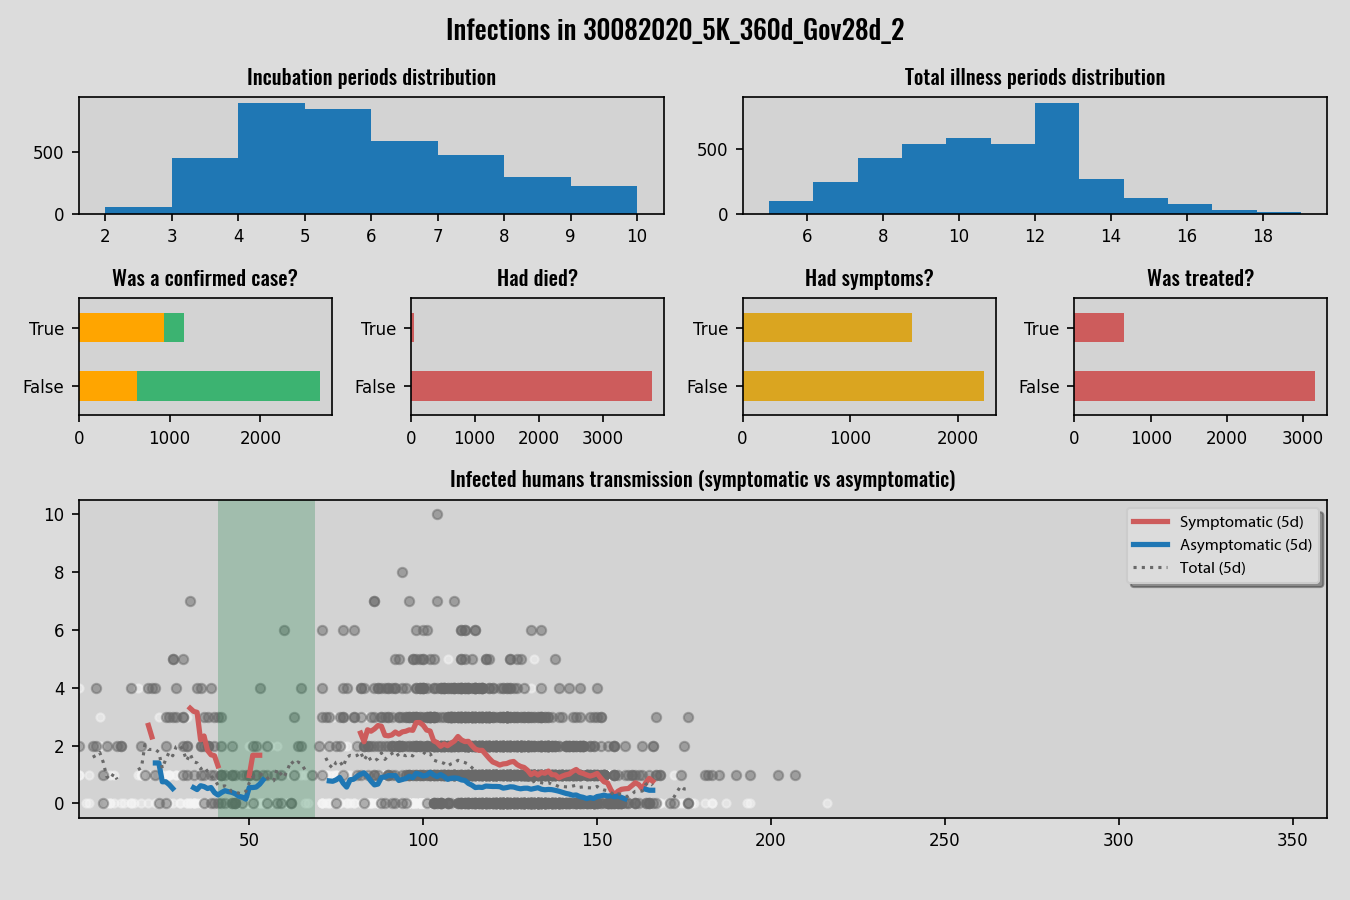 Infections in 30082020_5K_360d_Gov28d_2
Incubation periods distribution
Total illness periods distribution
500
0
2 3 4 5 6 7 8 9 10
500
0
6 8 10 12 14 16 18
Was a confirmed case?
Had died?
Had symptoms?
Was treated?
True
False
0 1000 2000
True
False
0 1000 2000 3000
True
False
0 1000 2000
True
False
0 1000 2000 3000
Infected humans transmission (symptomatic vs asymptomatic)
10
8
6
4
2
0
Symptomatic (5d)
Asymptomatic (5d)
Total (5d)
50 100 150 200 250 300 350